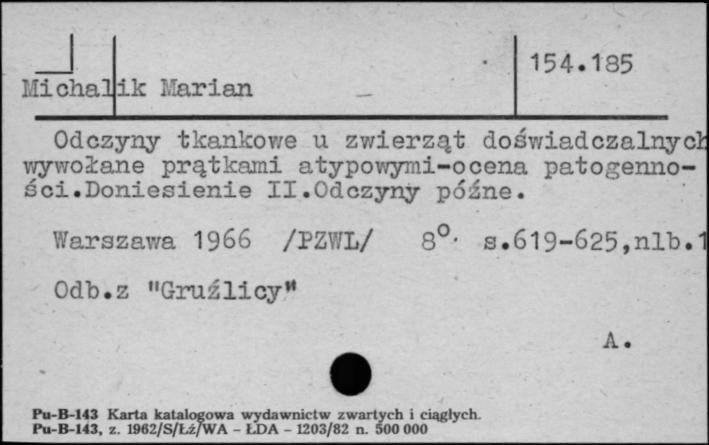 154.185
Michalik Marian
Odczyny tkankowe u zwierząt doświadczalnych
wywołane prątkami atypowymi-ocena patogenno-
ści.Doniesienie II.Odczyny późne.
Warszawa 1966 /PZWL/ 8º. s.619-625,nlb.1
Odb.z "Gruźlicy"
A.
Pu-B-143 Karta katalogowa wydawnictw zwartych i ciągłych.
Pu-B-143, z. 1962/S/Łź/WA - ŁDA - 1203/82 n. 500 000